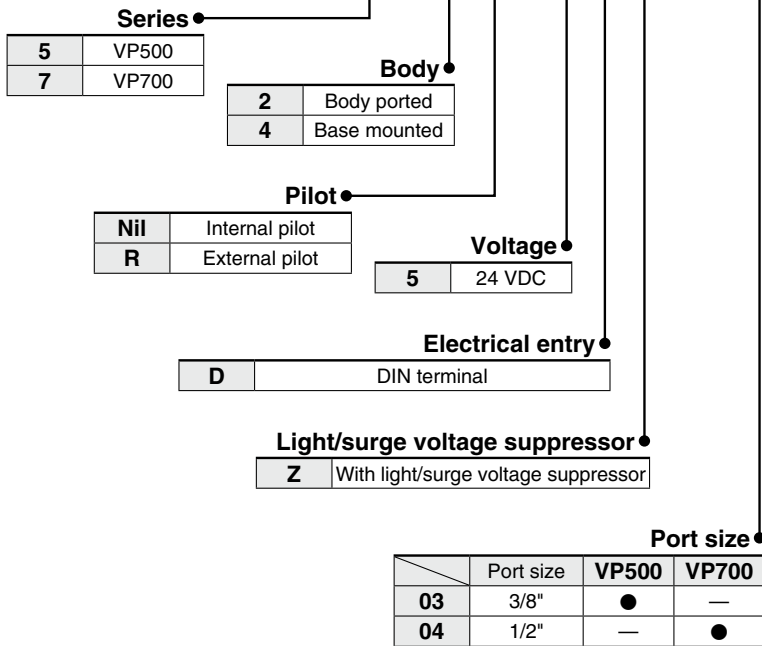 Series
5 VP500
7 VP700
Body
2 Body ported
4 Base mounted
Pilot
Nil Internal pilot
R External pilot
Voltage
5 24 VDC
Electrical entry
D DIN terminal
Light/surge voltage suppressor
Z With light/surge voltage suppressor
Port size
Port size VP500 VP700
03 3/8" ● —
04 1/2" — ●